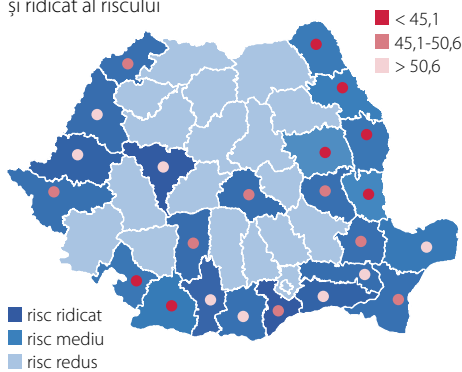 și ridicat al riscului
< 45,1
45,1-50,6
> 50,6
risc ridicat
risc mediu
risc redus